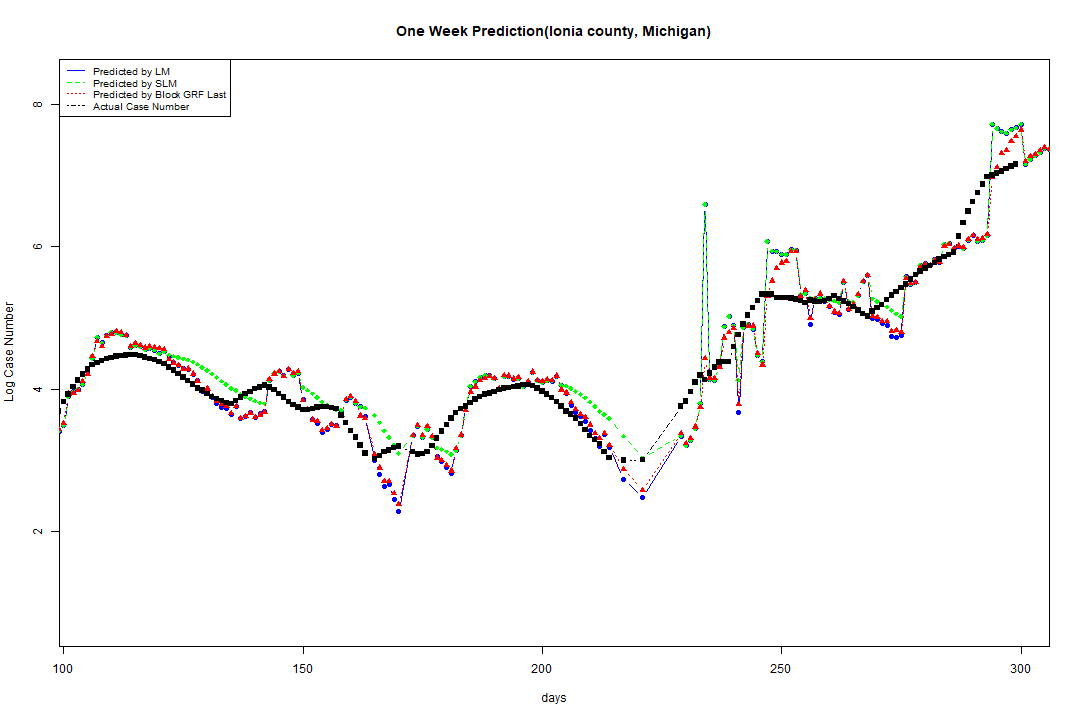 One Week Prediction(Ionia county, Michigan)
Predicted by LM
Predicted by SLM
Predicted by Block GRF Last
Actual Case Number
8
6
4
2
Log Case Number
100 150 200 250 300
days